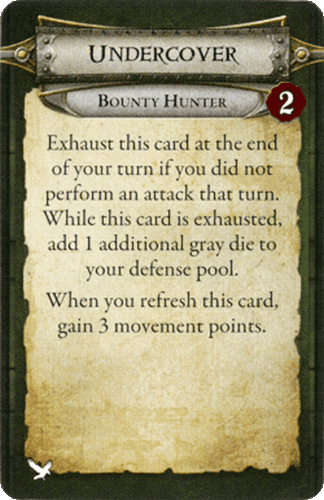 UNDERCOVER
BOUNTY HUNTER
2
Exhaust this card at the end
of your turn if you did not
perform an attack that turn.
While this card is exhausted,
add 1 additional gray die to
your defense pool.
When you refresh this card,
gain 3 movement points.